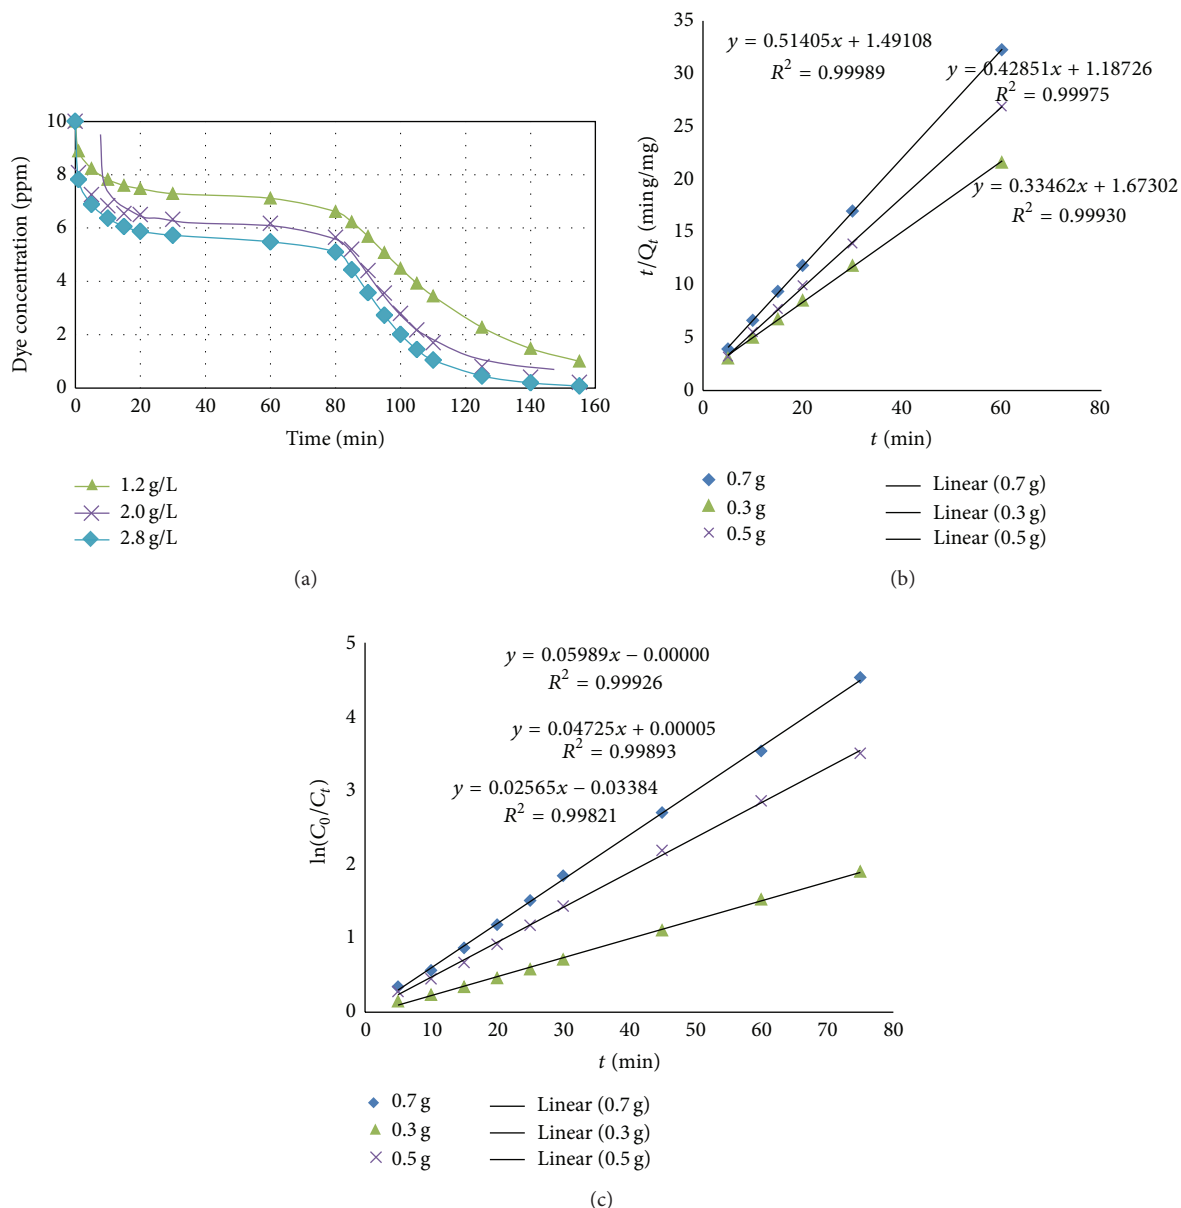 10
8
6
4
2
0
Dye concentration (ppm)
0 20 40 60 80 100 120 140 160
Time (min)
1.2 g/L
2.0 g/L
2.8 g/L
(a)
35
30
25
20
15
10
5
0
t/Q_t (min g/mg)
y = 0.51405x + 1.49108
R² = 0.99989
y = 0.42851x + 1.18726
R² = 0.99975
y = 0.33462x + 1.67302
R² = 0.99930
0 20 40 60 80
t (min)
0.7 g Linear (0.7 g)
0.3 g Linear (0.3 g)
0.5 g Linear (0.5 g)
(b)
5
4
3
2
1
0
ln(C_0/C_t)
y = 0.05989x − 0.00000
R² = 0.99926
y = 0.04725x + 0.00005
R² = 0.99893
y = 0.02565x − 0.03384
R² = 0.99821
0 10 20 30 40 50 60 70 80
t (min)
0.7 g Linear (0.7 g)
0.3 g Linear (0.3 g)
0.5 g Linear (0.5 g)
(c)